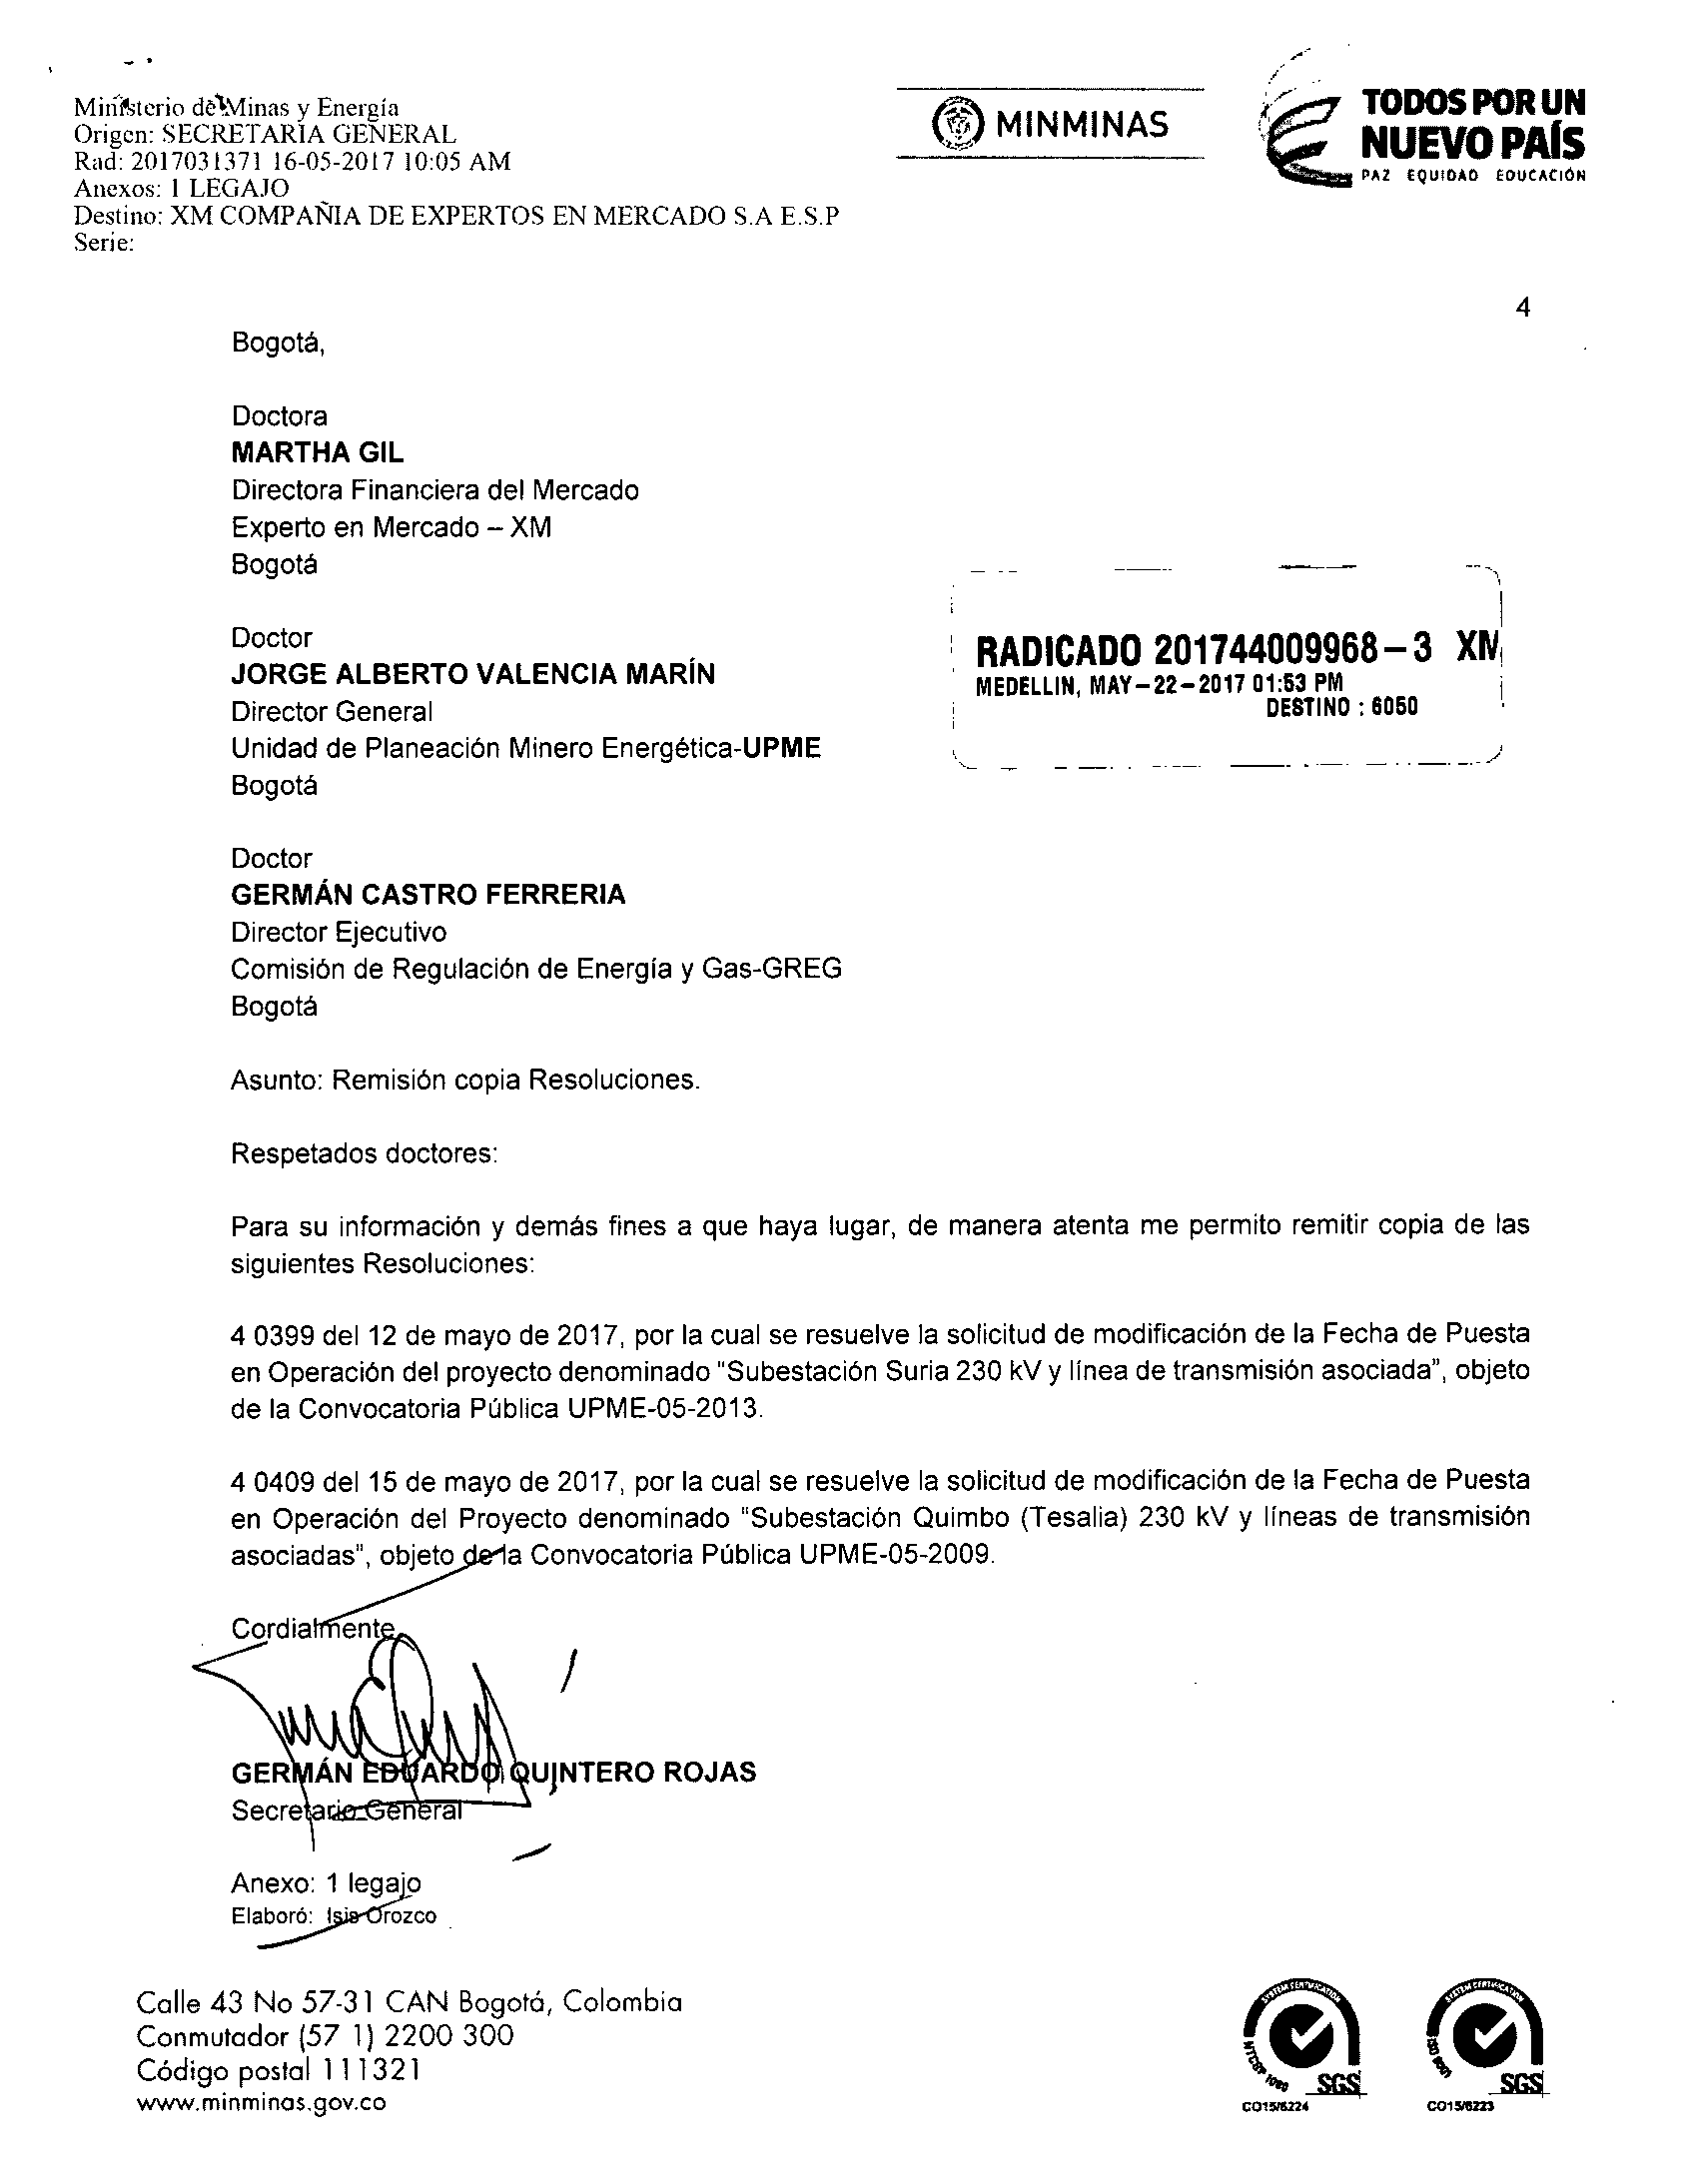 Ministerio de Minas y Energía
Origen: SECRETARIA GENERAL
Rad: 2017031371 16-05-2017 10:05 AM
Anexos: 1 LEGAJO
Destino: XM COMPAÑIA DE EXPERTOS EN MERCADO S.A E.S.P
Serie:
MINMINAS
TODOS POR UN
NUEVO PAÍS
PAZ EQUIDAD EDUCACIÓN
4
Bogotá,
Doctora
MARTHA GIL
Directora Financiera del Mercado
Experto en Mercado – XM
Bogotá
Doctor
JORGE ALBERTO VALENCIA MARÍN
Director General
Unidad de Planeación Minero Energética-UPME
Bogotá
RADICADO 201744009968-3 XM
MEDELLIN, MAY-22-2017 01:53 PM
DESTINO : 6050
Doctor
GERMÁN CASTRO FERRERIA
Director Ejecutivo
Comisión de Regulación de Energía y Gas-GREG
Bogotá
Asunto: Remisión copia Resoluciones.
Respetados doctores:
Para su información y demás fines a que haya lugar, de manera atenta me permito remitir copia de las
siguientes Resoluciones:
4 0399 del 12 de mayo de 2017, por la cual se resuelve la solicitud de modificación de la Fecha de Puesta
en Operación del proyecto denominado "Subestación Suria 230 kV y línea de transmisión asociada", objeto
de la Convocatoria Pública UPME-05-2013.
4 0409 del 15 de mayo de 2017, por la cual se resuelve la solicitud de modificación de la Fecha de Puesta
en Operación del Proyecto denominado "Subestación Quimbo (Tesalia) 230 kV y líneas de transmisión
asociadas", objeto de la Convocatoria Pública UPME-05-2009.
Cordialmente,
GERMÁN EDUARDO QUINTERO ROJAS
Secretario General
Anexo: 1 legajo
Elaboró: Isis Orozco
Calle 43 No 57-31 CAN Bogotá, Colombia
Conmutador (57 1) 2200 300
Código postal 111321
www.minminas.gov.co
SYSTEM CERTIFICATION
NTCGP 1000
SGS
CO15/6224
SYSTEM CERTIFICATION
ISO 9001
SGS
CO15/6223